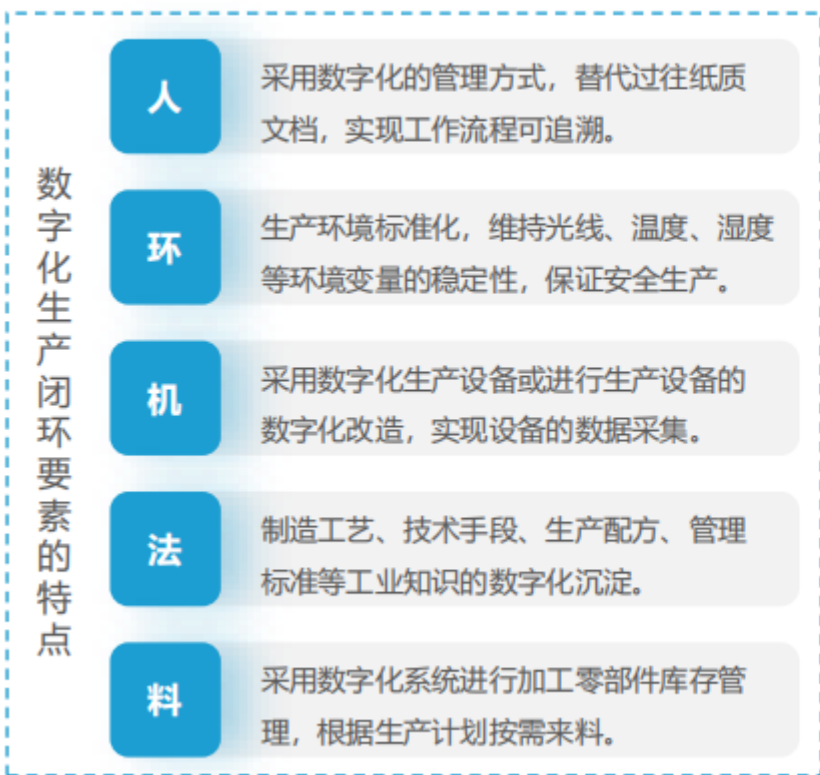 数字化生产闭环要素的特点
人
采用数字化的管理方式，替代过往纸质
文档，实现工作流程可追溯。
环
生产环境标准化，维持光线、温度、湿度
等环境变量的稳定性，保证安全生产。
机
采用数字化生产设备或进行生产设备的
数字化改造，实现设备的数据采集。
法
制造工艺、技术手段、生产配方、管理
标准等工业知识的数字化沉淀。
料
采用数字化系统进行加工零部件库存管
理，根据生产计划按需来料。